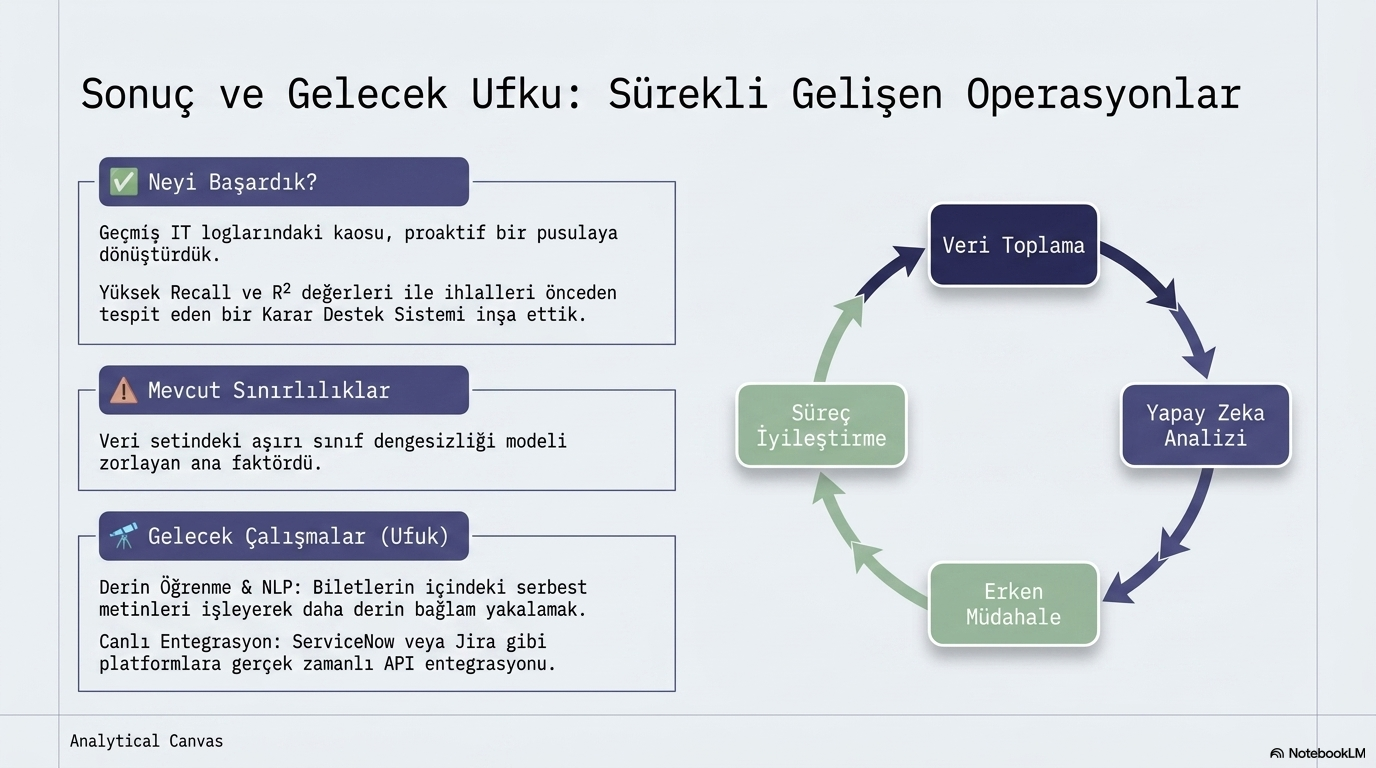 Sonuç ve Gelecek Ufku: Sürekli Gelişen Operasyonlar
Neyi Başardık?
Geçmiş IT loglarındaki kaosu, proaktif bir pusulaya
dönüştürdük.
Yüksek Recall ve R² değerleri ile ihlalleri önceden
tespit eden bir Karar Destek Sistemi inşa ettik.
Mevcut Sınırlılıklar
Veri setindeki aşırı sınıf dengesizliği modeli
zorlayan ana faktördü.
Gelecek Çalışmalar (Ufuk)
Derin Öğrenme & NLP: Biletlerin içindeki serbest
metinleri işleyerek daha derin bağlam yakalamak.
Canlı Entegrasyon: ServiceNow veya Jira gibi
platformlara gerçek zamanlı API entegrasyonu.
Veri Toplama
Yapay Zeka
Analizi
Erken
Müdahale
Süreç
İyileştirme
Analytical Canvas
NotebookLM